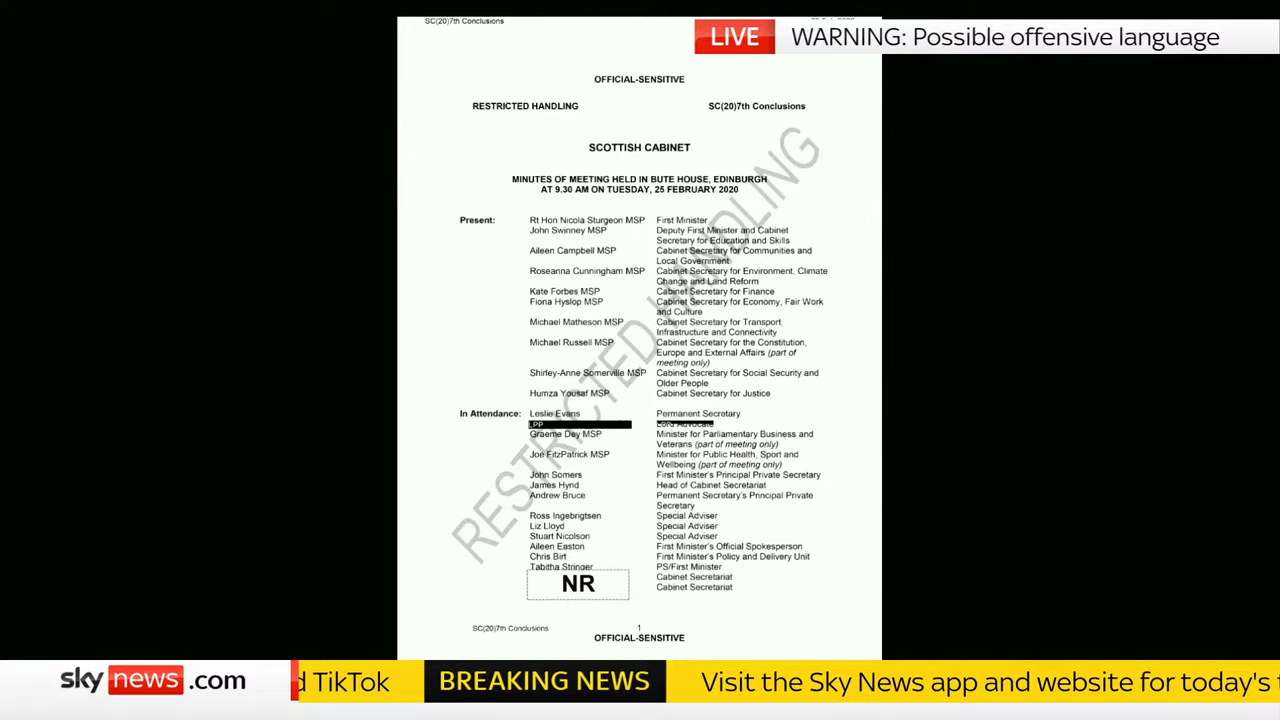 SC(20)7th Conclusions
LIVE WARNING: Possible offensive language
OFFICIAL-SENSITIVE
RESTRICTED HANDLING SC(20)7th Conclusions
SCOTTISH CABINET
MINUTES OF MEETING HELD IN BUTE HOUSE, EDINBURGH
AT 9.30 AM ON TUESDAY, 25 FEBRUARY 2020
Present: Rt Hon Nicola Sturgeon MSP First Minister
John Swinney MSP Deputy First Minister and Cabinet
Secretary for Education and Skills
Aileen Campbell MSP Cabinet Secretary for Communities and
Local Government
Roseanna Cunningham MSP Cabinet Secretary for Environment, Climate
Change and Land Reform
Kate Forbes MSP Cabinet Secretary for Finance
Fiona Hyslop MSP Cabinet Secretary for Economy, Fair Work
and Culture
Michael Matheson MSP Cabinet Secretary for Transport,
Infrastructure and Connectivity
Michael Russell MSP Cabinet Secretary for the Constitution,
Europe and External Affairs (part of
meeting only)
Shirley-Anne Somerville MSP Cabinet Secretary for Social Security and
Older People
Humza Yousaf MSP Cabinet Secretary for Justice
In Attendance: Leslie Evans Permanent Secretary
LPP Lord Advocate
Graeme Dey MSP Minister for Parliamentary Business and
Veterans (part of meeting only)
Joe FitzPatrick MSP Minister for Public Health, Sport and
Wellbeing (part of meeting only)
John Somers First Minister's Principal Private Secretary
James Hynd Head of Cabinet Secretariat
Andrew Bruce Permanent Secretary's Principal Private
Secretary
Ross Ingebrigtsen Special Adviser
Liz Lloyd Special Adviser
Stuart Nicolson Special Adviser
Aileen Easton First Minister's Official Spokesperson
Chris Birt First Minister's Policy and Delivery Unit
Tabitha Stringer PS/First Minister
NR Cabinet Secretariat
Cabinet Secretariat
RESTRICTED HANDLING
SC(20)7th Conclusions 1
OFFICIAL-SENSITIVE
sky news.com d TikTok BREAKING NEWS Visit the Sky News app and website for today's